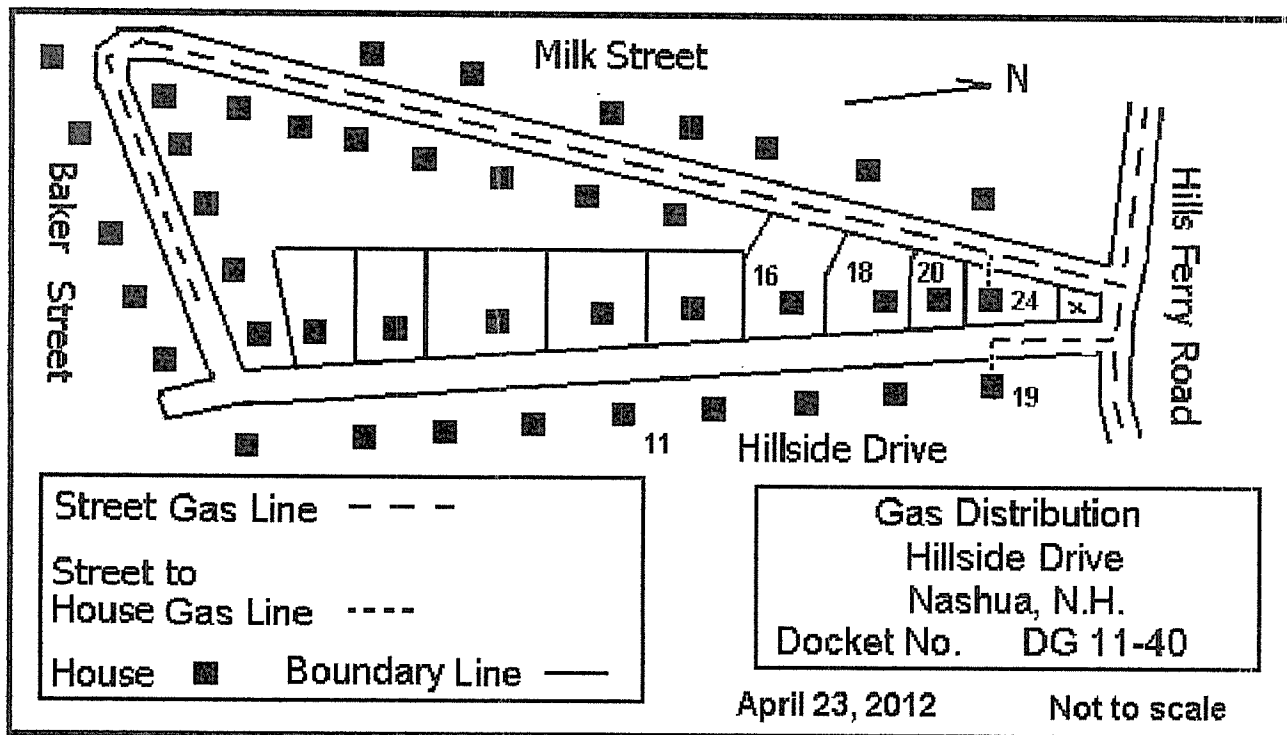 Milk Street
N
Baker Street
Hills Ferry Road
16
18
20
24
x
19
11
Hillside Drive
Street Gas Line
Street to
House Gas Line
House
Boundary Line
Gas Distribution
Hillside Drive
Nashua, N.H.
Docket No. DG 11-40
April 23, 2012
Not to scale